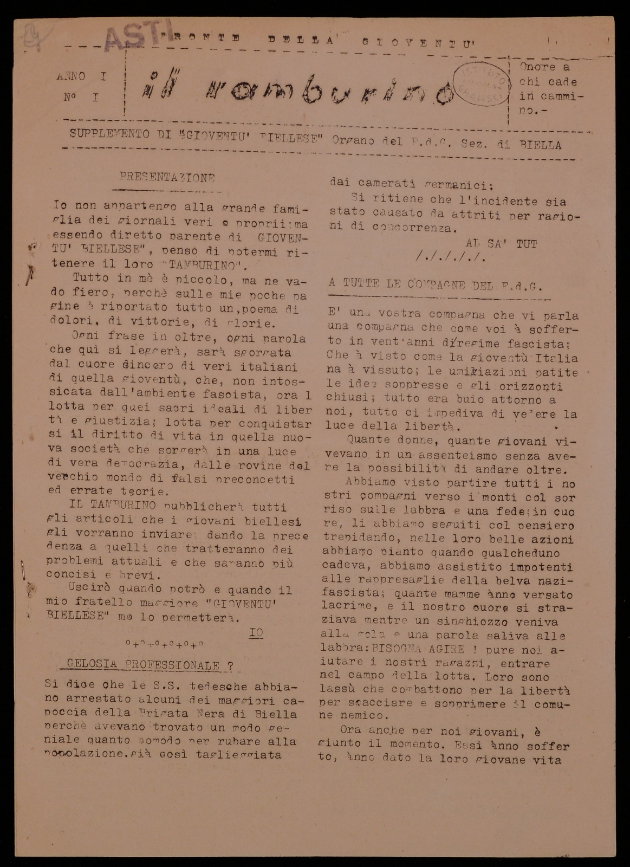 ASTI
FRONTE DELLA GIOVENTU'
ANNO I
N° I
il tamburino
Onore a
chi cade
in cammi-
no.-
SUPPLEMENTO DI "GIOVENTU' BIELLESE" Organo del F.d.G. Sez. di BIELLA
PRESENTAZIONE
Io non appartengo alla grande fami-
glia dei giornali veri e proprii;ma
essendo diretto parente di GIOVEN-
TU' BIELLESE", penso di potermi ri-
tenere il loro "TAMBURINO".
Tutto in mè è piccolo, ma ne va-
do fiero, perchè sulle mie poche pa
gine è riportato tutto un poema di
dolori, di vittorie, di glorie.
Ogni frase in oltre, ogni parola
che qui si leggerà, sarà sgorgata
dal cuore sincero di veri italiani
di quella gioventù, che, non intos-
sicata dall'ambiente fascista, ora l
lotta per quei sacri ideali di liber
tà e giustizia; lotta per conquistar
si il diritto di vita in quella nuo-
va società che sorgerà in una luce
di vera democrazia, dalle rovine del
vecchio mondo di falsi preconcetti
ed errate teorie.
IL TAMBURINO pubblicherà tutti
gli articoli che i giovani biellesi
gli vorranno inviare: dando la prece
denza a quelli che tratteranno dei
problemi attuali e che saranno più
concisi e brevi.
Uscirò quando potrò e quando il
mio fratello maggiore "GIOVENTU'
BIELLESE" me lo permetterà.
IO
o+o+o+o+o+o
GELOSIA PROFESSIONALE ?
Si dice che le S.S. tedesche abbia-
no arrestato alcuni dei maggiori ca-
poccia della Brigata Nera di Biella
perchè avevano trovato un modo ge-
niale quanto comodo per rubare alla
popolazione.già così taglieggiata
dai camerati germanici;
Si ritiene che l'incidente sia
stato causato da attriti per ragio-
ni di concorrenza.
AL SA' TUT
/./././././.
A TUTTE LE COMPAGNE DEL F.d.G.
E' una vostra compagna che vi parla
una compagna che come voi à soffer-
to in vent'anni di regime fascista;
Che à visto come la gioventù Italia
na à vissuto; le umiliazioni patite
le idee soppresse e gli orizzonti
chiusi; tutto era buio attorno a
noi, tutto ci impediva di vedere la
luce della libertà.
Quante donne, quante giovani vi-
vevano in un assenteismo senza ave-
re la possibilità di andare oltre.
Abbiamo visto partire tutti i no
stri compagni verso i monti col sor
riso sulle labbra e una fede in cuo
re, li abbiamo seguiti col pensiero
trepidando, nelle loro belle azioni
abbiamo pianto quando qualcheduno
cadeva, abbiamo assistito impotenti
alle rappresaglie della belva nazi-
fascista; quante mamme ànno versato
lacrime, e il nostro cuore si stra-
ziava mentre un singhiozzo veniva
alla gola e una parola saliva alle
labbra:BISOGNA AGIRE ! pure noi a-
iutare i nostri ragazzi, entrare
nel campo della lotta. Loro sono
lassù che combattono per la libertà
per scacciare e sopprimere il comu-
ne nemico.
Ora anche per noi giovani, è
giunto il momento. Essi ànno soffer
to, ànno dato la loro giovane vita